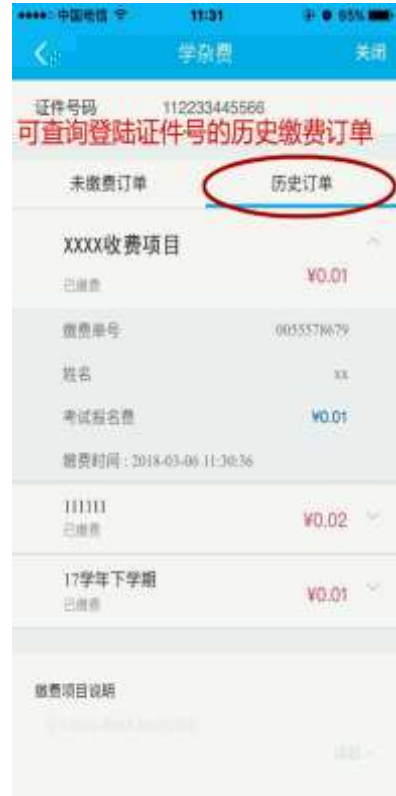 中国电信 11:31 95%
学杂费 关闭
证件号码 112233445566
可查询登陆证件号的历史缴费订单
未缴费订单 历史订单
XXXX收费项目
已缴费 ¥0.01
缴费单号 0055578679
姓名 xx
考试报名费 ¥0.01
缴费时间：2018-03-06 11:30:36
111111
已缴费 ¥0.02
17学年下学期
已缴费 ¥0.01
缴费项目说明